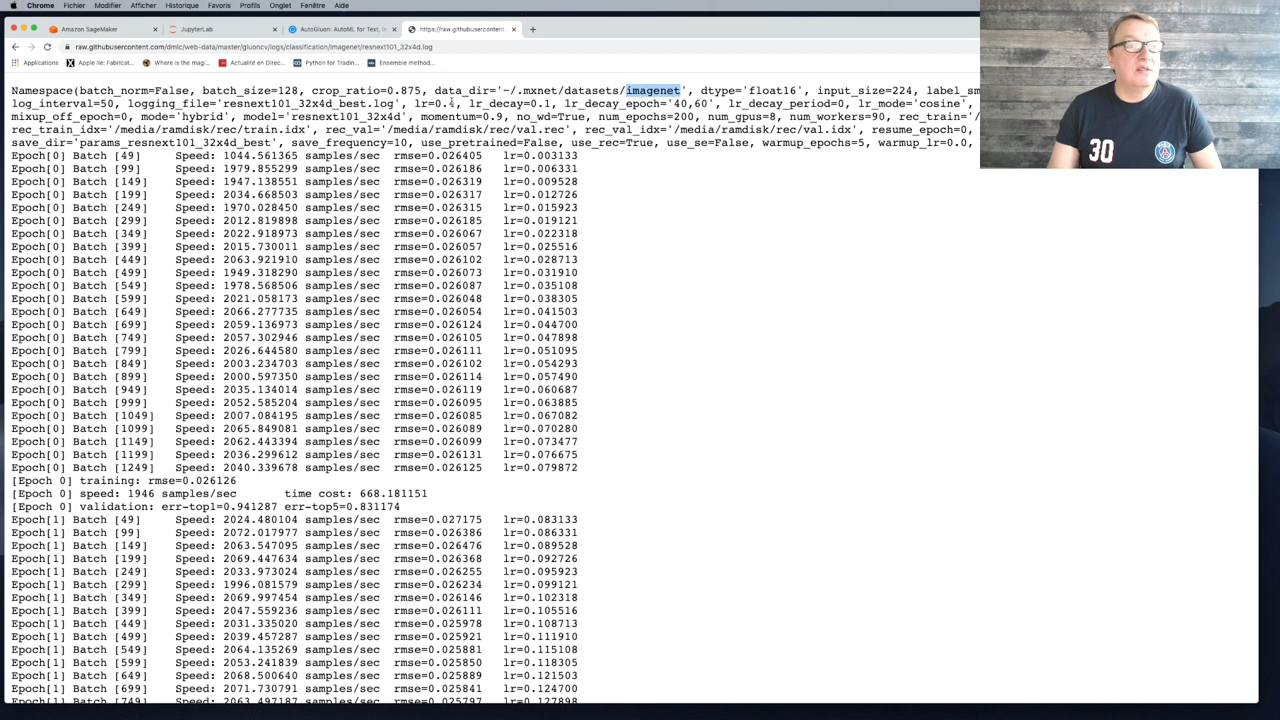 Chrome Fichier Modifier Afficher Historique Favoris Profils Onglet Fenêtre Aide
Amazon SageMaker
JupyterLab
AutoGluon: AutoML for Text, I
https://raw.githubusercontent
raw.githubusercontent.com/dmlc/web-data/master/gluoncv/logs/classification/imagenet/resnext101_32x4d.log
Applications Apple IIe: Fabricat... Where is the magi... Actualité en Direc... Python for Tradin... Ensemble method...
Namespace(batch_norm=False, batch_size=128, crop_ratio=0.875, data_dir='~/.mxnet/datasets/imagenet', dtype='float16', input_size=224, label_sm
log_interval=50, logging_file='resnext101_32x4d_best.log', lr=0.4, lr_decay=0.1, lr_decay_epoch='40,60', lr_decay_period=0, lr_mode='cosine',
mixup_off_epoch=0, mode='hybrid', model='resnext101_32x4d', momentum=0.9, no_wd=True, num_epochs=200, num_gpus=8, num_workers=90, rec_train='/
rec_train_idx='/media/ramdisk/rec/train.idx', rec_val='/media/ramdisk/rec/val.rec', rec_val_idx='/media/ramdisk/rec/val.idx', resume_epoch=0,
save_dir='params_resnext101_32x4d_best', save_frequency=10, use_pretrained=False, use_rec=True, use_se=False, warmup_epochs=5, warmup_lr=0.0,
Epoch[0] Batch [49] Speed: 1044.561365 samples/sec rmse=0.026405 lr=0.003133
Epoch[0] Batch [99] Speed: 1979.855299 samples/sec rmse=0.026186 lr=0.006331
Epoch[0] Batch [149] Speed: 1947.138551 samples/sec rmse=0.026319 lr=0.009528
Epoch[0] Batch [199] Speed: 2034.668503 samples/sec rmse=0.026317 lr=0.012726
Epoch[0] Batch [249] Speed: 1970.028450 samples/sec rmse=0.026315 lr=0.015923
Epoch[0] Batch [299] Speed: 2012.819898 samples/sec rmse=0.026185 lr=0.019121
Epoch[0] Batch [349] Speed: 2022.918973 samples/sec rmse=0.026067 lr=0.022318
Epoch[0] Batch [399] Speed: 2015.730011 samples/sec rmse=0.026057 lr=0.025516
Epoch[0] Batch [449] Speed: 2063.921910 samples/sec rmse=0.026102 lr=0.028713
Epoch[0] Batch [499] Speed: 1949.318290 samples/sec rmse=0.026073 lr=0.031910
Epoch[0] Batch [549] Speed: 1978.568506 samples/sec rmse=0.026087 lr=0.035108
Epoch[0] Batch [599] Speed: 2021.058173 samples/sec rmse=0.026048 lr=0.038305
Epoch[0] Batch [649] Speed: 2066.277735 samples/sec rmse=0.026054 lr=0.041503
Epoch[0] Batch [699] Speed: 2059.136973 samples/sec rmse=0.026124 lr=0.044700
Epoch[0] Batch [749] Speed: 2057.302946 samples/sec rmse=0.026105 lr=0.047898
Epoch[0] Batch [799] Speed: 2026.644580 samples/sec rmse=0.026111 lr=0.051095
Epoch[0] Batch [849] Speed: 2003.234703 samples/sec rmse=0.026102 lr=0.054293
Epoch[0] Batch [899] Speed: 2000.597350 samples/sec rmse=0.026114 lr=0.057490
Epoch[0] Batch [949] Speed: 2035.134014 samples/sec rmse=0.026119 lr=0.060687
Epoch[0] Batch [999] Speed: 2052.585204 samples/sec rmse=0.026095 lr=0.063885
Epoch[0] Batch [1049] Speed: 2007.084195 samples/sec rmse=0.026085 lr=0.067082
Epoch[0] Batch [1099] Speed: 2065.849081 samples/sec rmse=0.026089 lr=0.070280
Epoch[0] Batch [1149] Speed: 2062.443394 samples/sec rmse=0.026099 lr=0.073477
Epoch[0] Batch [1199] Speed: 2036.299612 samples/sec rmse=0.026131 lr=0.076675
Epoch[0] Batch [1249] Speed: 2040.339678 samples/sec rmse=0.026125 lr=0.079872
[Epoch 0] training: rmse=0.026126
[Epoch 0] speed: 1946 samples/sec time cost: 668.181151
[Epoch 0] validation: err-top1=0.941287 err-top5=0.831174
Epoch[1] Batch [49] Speed: 2024.480104 samples/sec rmse=0.027175 lr=0.083133
Epoch[1] Batch [99] Speed: 2072.017977 samples/sec rmse=0.026386 lr=0.086331
Epoch[1] Batch [149] Speed: 2063.547095 samples/sec rmse=0.026476 lr=0.089528
Epoch[1] Batch [199] Speed: 2069.447634 samples/sec rmse=0.026368 lr=0.092726
Epoch[1] Batch [249] Speed: 2033.973024 samples/sec rmse=0.026255 lr=0.095923
Epoch[1] Batch [299] Speed: 1996.081579 samples/sec rmse=0.026234 lr=0.099121
Epoch[1] Batch [349] Speed: 2069.997454 samples/sec rmse=0.026146 lr=0.102318
Epoch[1] Batch [399] Speed: 2047.559236 samples/sec rmse=0.026111 lr=0.105516
Epoch[1] Batch [449] Speed: 2031.335020 samples/sec rmse=0.025978 lr=0.108713
Epoch[1] Batch [499] Speed: 2039.457287 samples/sec rmse=0.025921 lr=0.111910
Epoch[1] Batch [549] Speed: 2064.135269 samples/sec rmse=0.025881 lr=0.115108
Epoch[1] Batch [599] Speed: 2053.241839 samples/sec rmse=0.025850 lr=0.118305
Epoch[1] Batch [649] Speed: 2068.500640 samples/sec rmse=0.025889 lr=0.121503
Epoch[1] Batch [699] Speed: 2071.730791 samples/sec rmse=0.025841 lr=0.124700
Epoch[1] Batch [749] Speed: 2063.497187 samples/sec rmse=0.025797 lr=0.127898
30